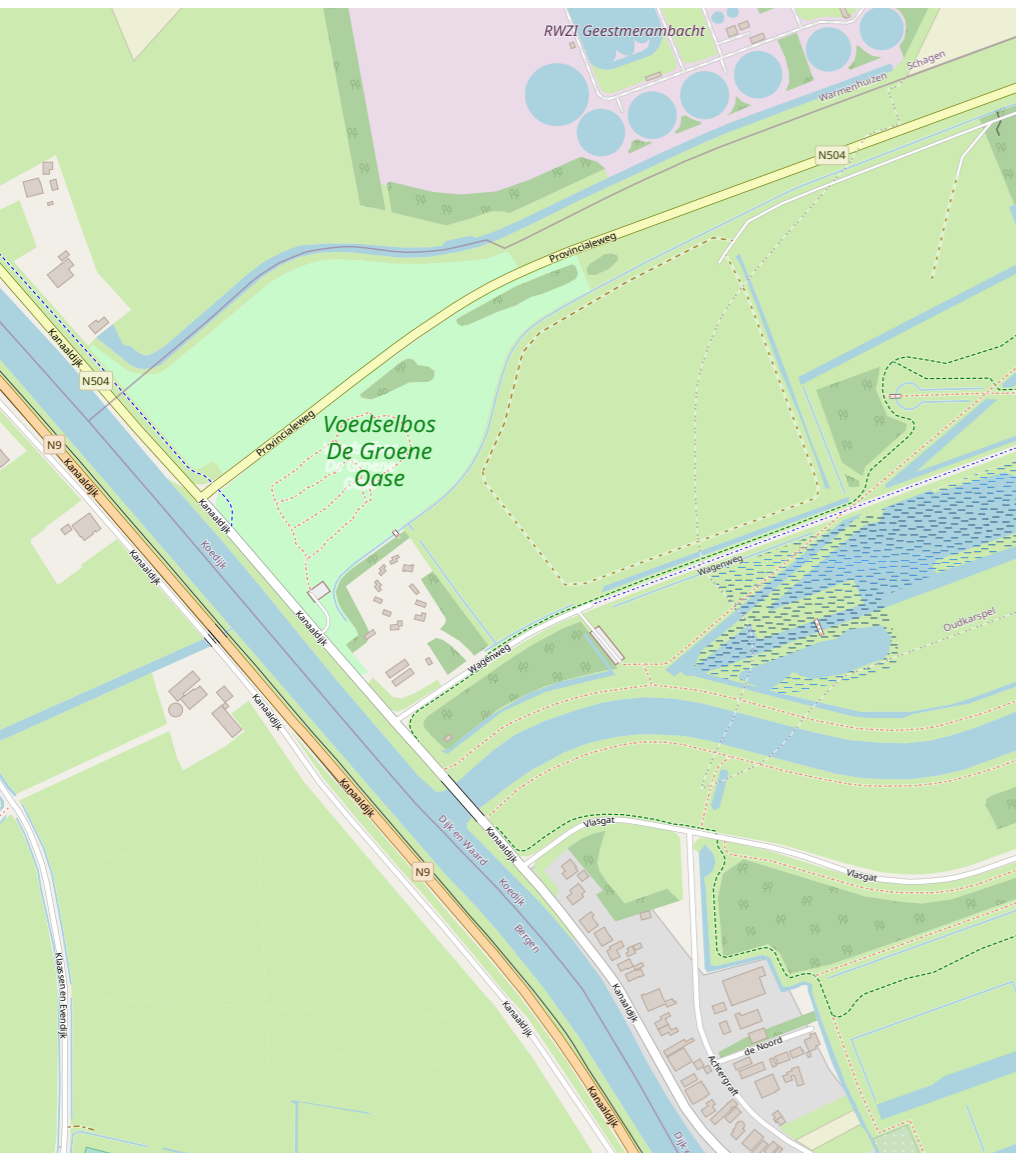 RWZI Geestmerambacht
Schagen
Warmenhuizen
N504
Provincialeweg
Kanaaldijk
N504
Voedselbos
De Groene
Oase
Provincialeweg
N9
Kanaaldijk
Kanaaldijk
Koedijk
Kanaaldijk
Wagenweg
Kanaaldijk
Oudkarspel
Wagenweg
Kanaaldijk
Kanaaldijk
Vlasgat
Dijk en Waard
Kanaaldijk
N9
Vlasgat
Koedijk
Bergen
Klaassen en Evendijk
Kanaaldijk
Kanaaldijk
de Noord
Achtergraft
Kanaaldijk
Dijk e